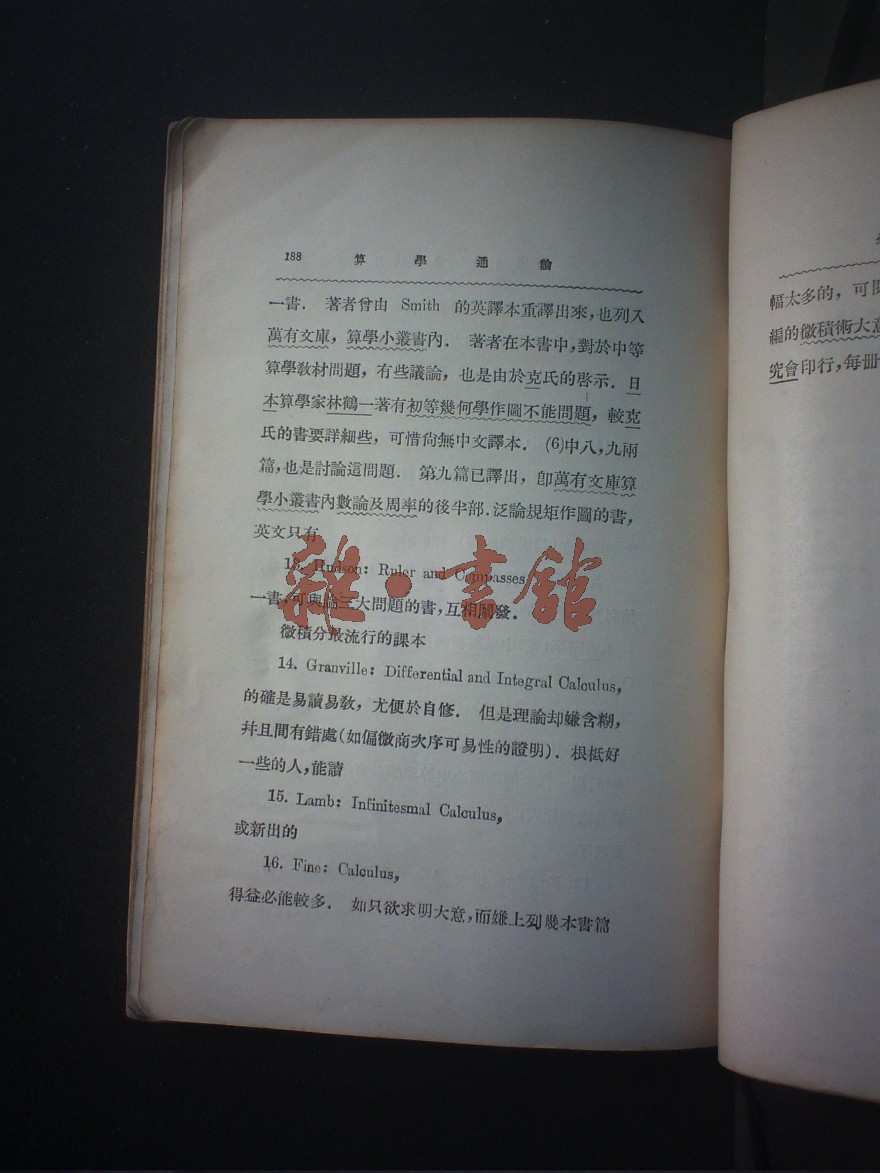 188 算學通論
一書． 著者曾由 Smith 的英譯本重譯出來，也列入
萬有文庫，算學小叢書內． 著者在本書中，對於中等
算學教材問題，有些議論，也是由於克氏的啓示．日
本算學家林鶴一著有初等幾何學作圖不能問題，較克
氏的書要詳細些，可惜尙無中文譯本． (6)中八，九兩
篇，也是討論這問題． 第九篇已譯出，卽萬有文庫算
學小叢書內數論及周率的後半部．泛論規矩作圖的書，
英文只有
13. Hudson: Ruler and Compasses
一書，可與論三大問題的書，互相闡發．
微積分最流行的課本
14. Granville: Differential and Integral Calculus,
的確是易讀易敎，尤便於自修． 但是理論却嫌含糊，
幷且間有錯處(如偏微商次序可易性的證明)．根柢好
一些的人，能讀
15. Lamb: Infinitesmal Calculus,
或新出的
16. Fine: Calculus,
得益必能較多． 如只欲求明大意，而嫌上列幾本書篇
幅太多的，可
編的微積術大意
究會印行，每冊
雜·書館